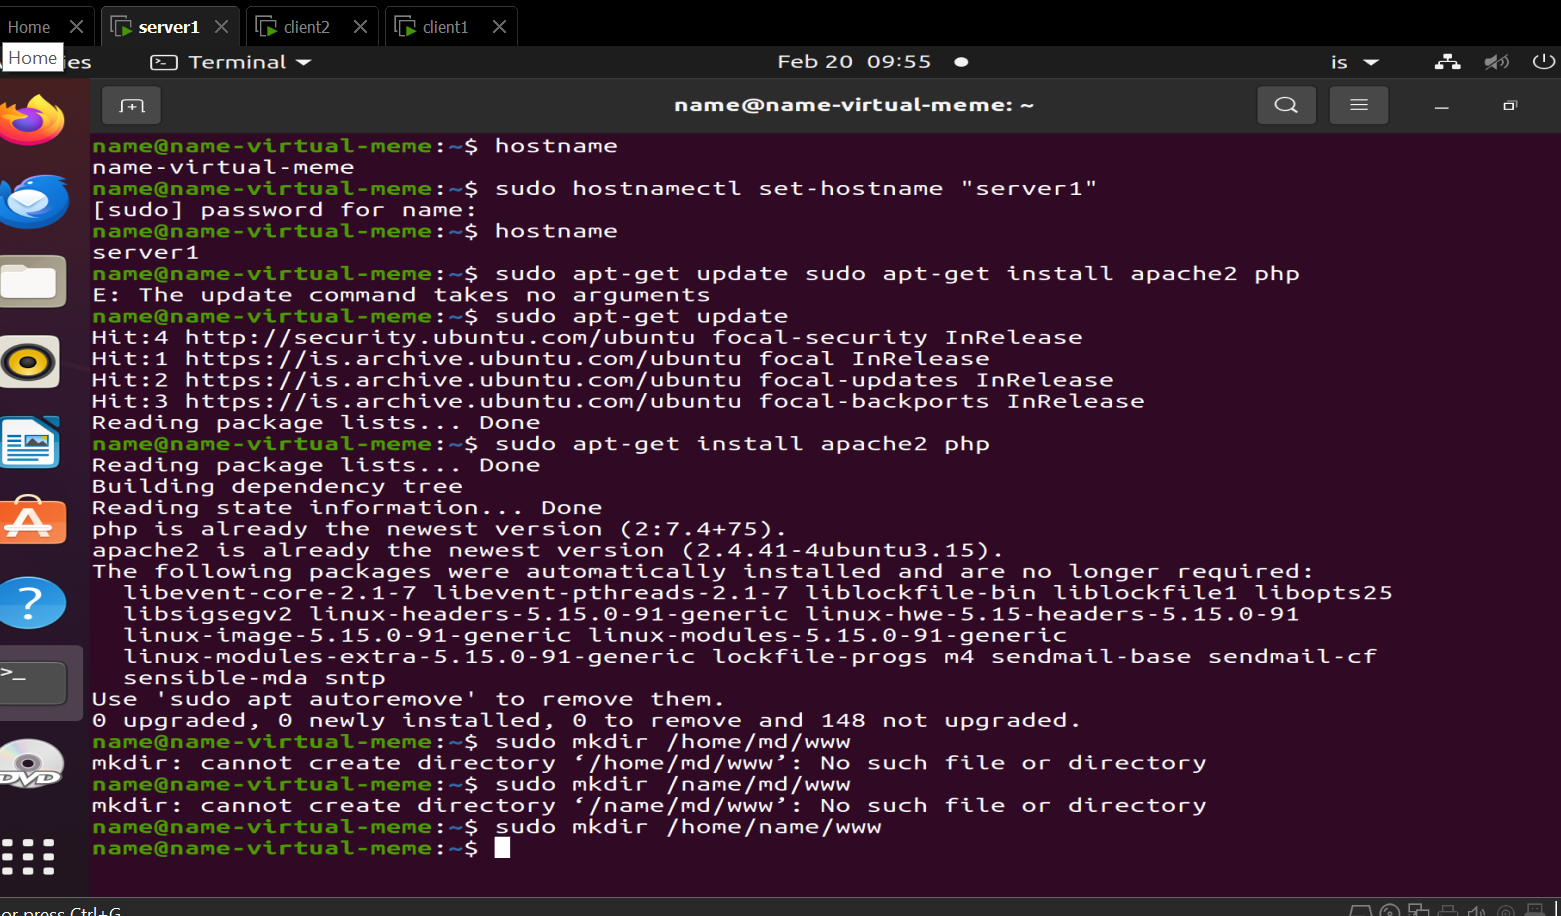 Home
server1
client2
client1
Home
ies
Terminal
Feb 20 09:55
is
name@name-virtual-meme: ~
name@name-virtual-meme:~$ hostname
name-virtual-meme
name@name-virtual-meme:~$ sudo hostnamectl set-hostname "server1"
[sudo] password for name:
name@name-virtual-meme:~$ hostname
server1
name@name-virtual-meme:~$ sudo apt-get update sudo apt-get install apache2 php
E: The update command takes no arguments
name@name-virtual-meme:~$ sudo apt-get update
Hit:4 http://security.ubuntu.com/ubuntu focal-security InRelease
Hit:1 https://is.archive.ubuntu.com/ubuntu focal InRelease
Hit:2 https://is.archive.ubuntu.com/ubuntu focal-updates InRelease
Hit:3 https://is.archive.ubuntu.com/ubuntu focal-backports InRelease
Reading package lists... Done
name@name-virtual-meme:~$ sudo apt-get install apache2 php
Reading package lists... Done
Building dependency tree
Reading state information... Done
php is already the newest version (2:7.4+75).
apache2 is already the newest version (2.4.41-4ubuntu3.15).
The following packages were automatically installed and are no longer required:
  libevent-core-2.1-7 libevent-pthreads-2.1-7 liblockfile-bin liblockfile1 libopts25
  libsigsegv2 linux-headers-5.15.0-91-generic linux-hwe-5.15-headers-5.15.0-91
  linux-image-5.15.0-91-generic linux-modules-5.15.0-91-generic
  linux-modules-extra-5.15.0-91-generic lockfile-progs m4 sendmail-base sendmail-cf
  sensible-mda sntp
Use 'sudo apt autoremove' to remove them.
0 upgraded, 0 newly installed, 0 to remove and 148 not upgraded.
name@name-virtual-meme:~$ sudo mkdir /home/md/www
mkdir: cannot create directory ‘/home/md/www’: No such file or directory
name@name-virtual-meme:~$ sudo mkdir /name/md/www
mkdir: cannot create directory ‘/name/md/www’: No such file or directory
name@name-virtual-meme:~$ sudo mkdir /home/name/www
name@name-virtual-meme:~$
DVD
or press Ctrl+G